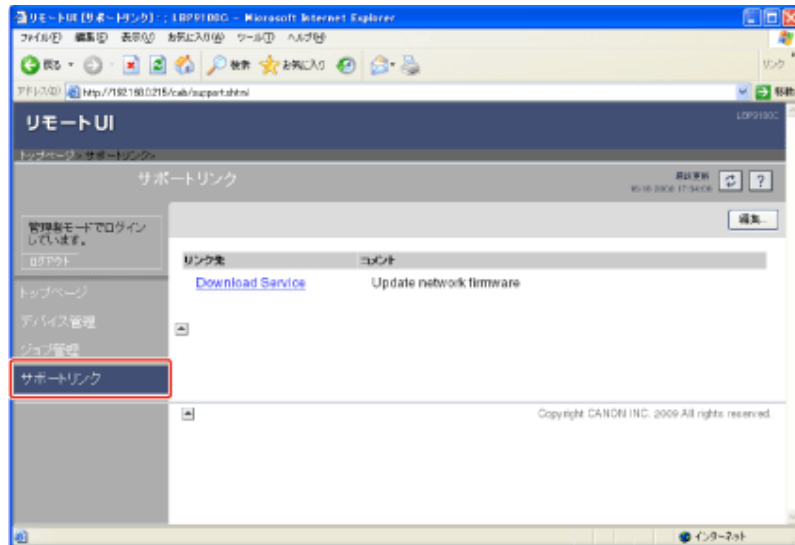 リモートUI [サポートリンク] : ; LBP9100C - Microsoft Internet Explorer
ファイル(F) 編集(E) 表示(V) お気に入り(A) ツール(T) ヘルプ(H)
戻る 検索 お気に入り リンク
アドレス(D) http://192.168.0.215/cab/support.shtml 移動
リモートUI LBP9100C
トップページ > サポートリンク>
サポートリンク 最終更新
管理者モードでログイン
しています。
編集...
ログアウト
リンク先 コメント
Download Service Update network firmware
トップページ
デバイス管理
ジョブ管理
サポートリンク
Copyright CANON INC. 2009 All rights reserved.
インターネット